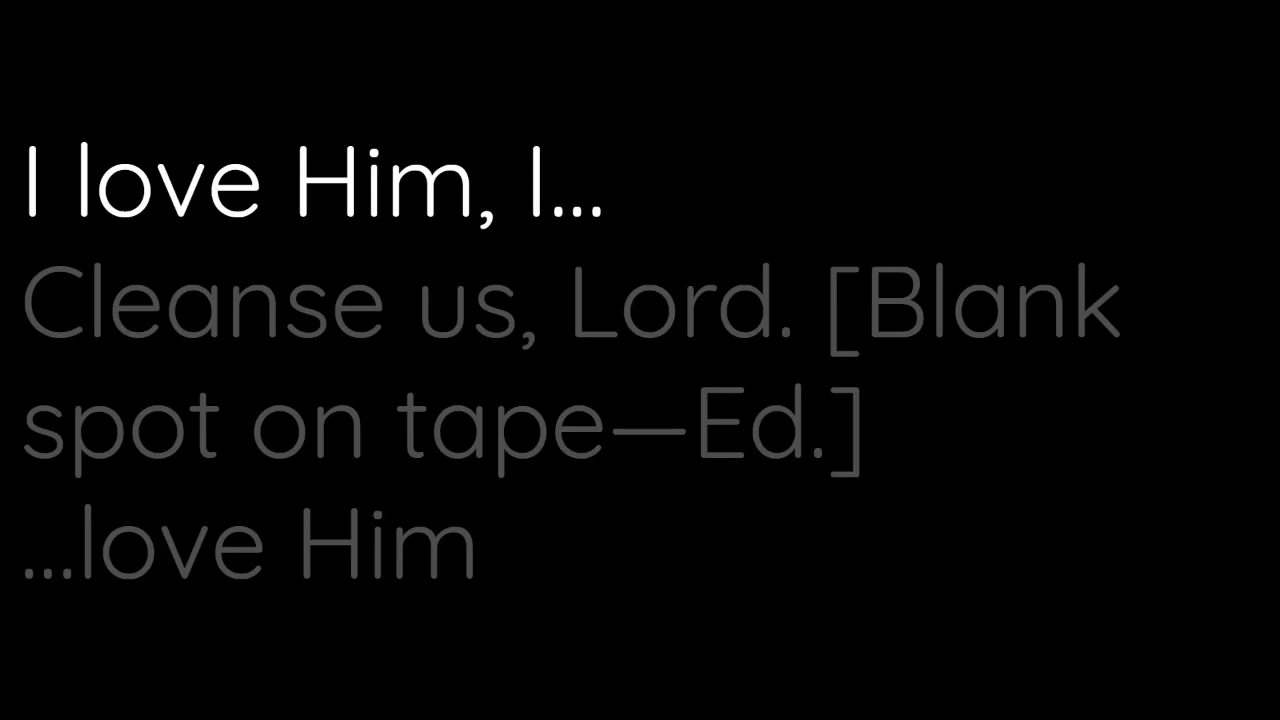 I love Him, I...
Cleanse us, Lord. [Blank
spot on tape—Ed.]
...love Him